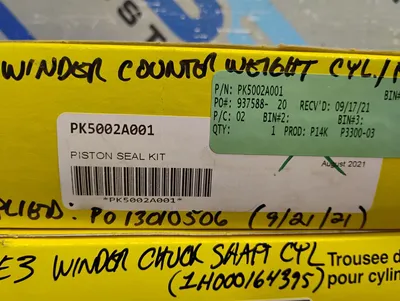 WINDER COUNTER WEIGHT CYL./
P/N: PK5002A001 BIN#
PO#: 937588- 20 RECV'D: 09/17/21
P/C: 02 BIN#2: BIN#3:
QTY: 1 PROD: P14K P3300-03
PK5002A001
PISTON SEAL KIT
August 2021
*PK5002A001*
PLIED. PO 13010506 (9/21/21)
E3 WINDER CHUCK SHAFT CYL
(1H000164395)
Trousse d
pour cylin